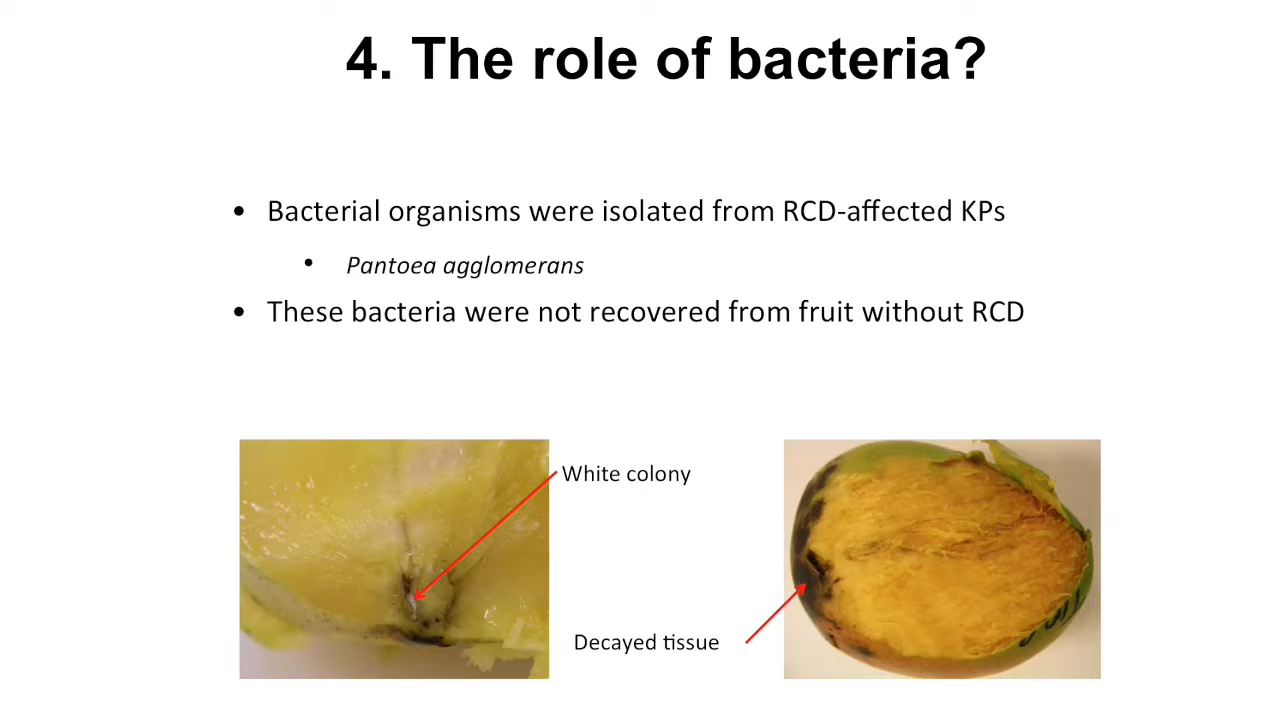 4. The role of bacteria?
• Bacterial organisms were isolated from RCD-affected KPs
• Pantoea agglomerans
• These bacteria were not recovered from fruit without RCD
White colony
Decayed tissue